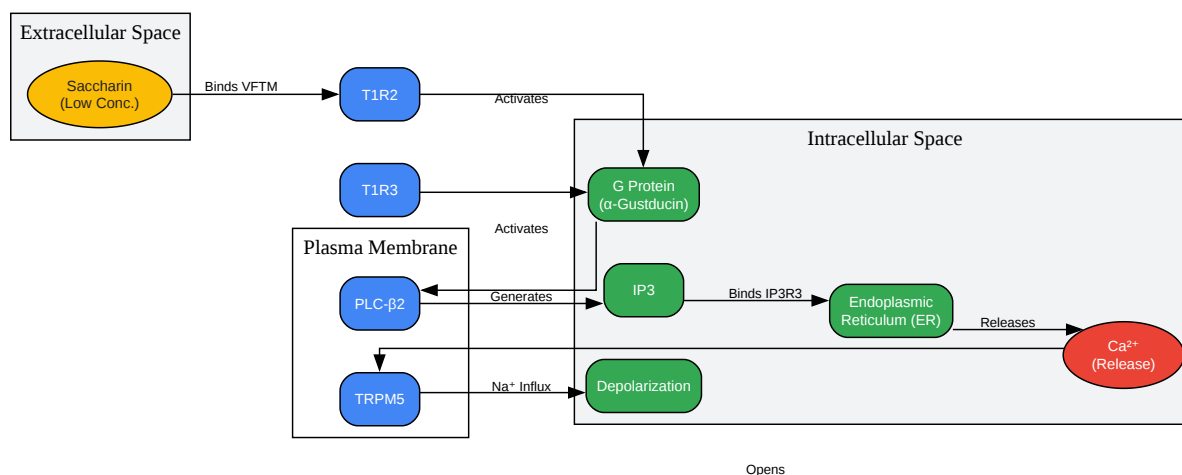 Extracellular Space
Saccharin
(Low Conc.)
Binds VFTM
T1R2
Activates
Intracellular Space
T1R3
G Protein
(α-Gustducin)
Activates
Plasma Membrane
PLC-β2
Generates
IP3
Binds IP3R3
Endoplasmic
Reticulum (ER)
Releases
Ca²⁺
(Release)
TRPM5
Na⁺ Influx
Depolarization
Opens